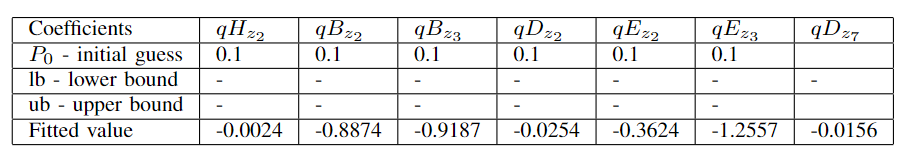 Coefficients qH_{z_2} qB_{z_2} qB_{z_3} qD_{z_2} qE_{z_2} qE_{z_3} qD_{z_7}
P_0 - initial guess 0.1 0.1 0.1 0.1 0.1 0.1
lb - lower bound - - - - - - -
ub - upper bound - - - - - -
Fitted value -0.0024 -0.8874 -0.9187 -0.0254 -0.3624 -1.2557 -0.0156